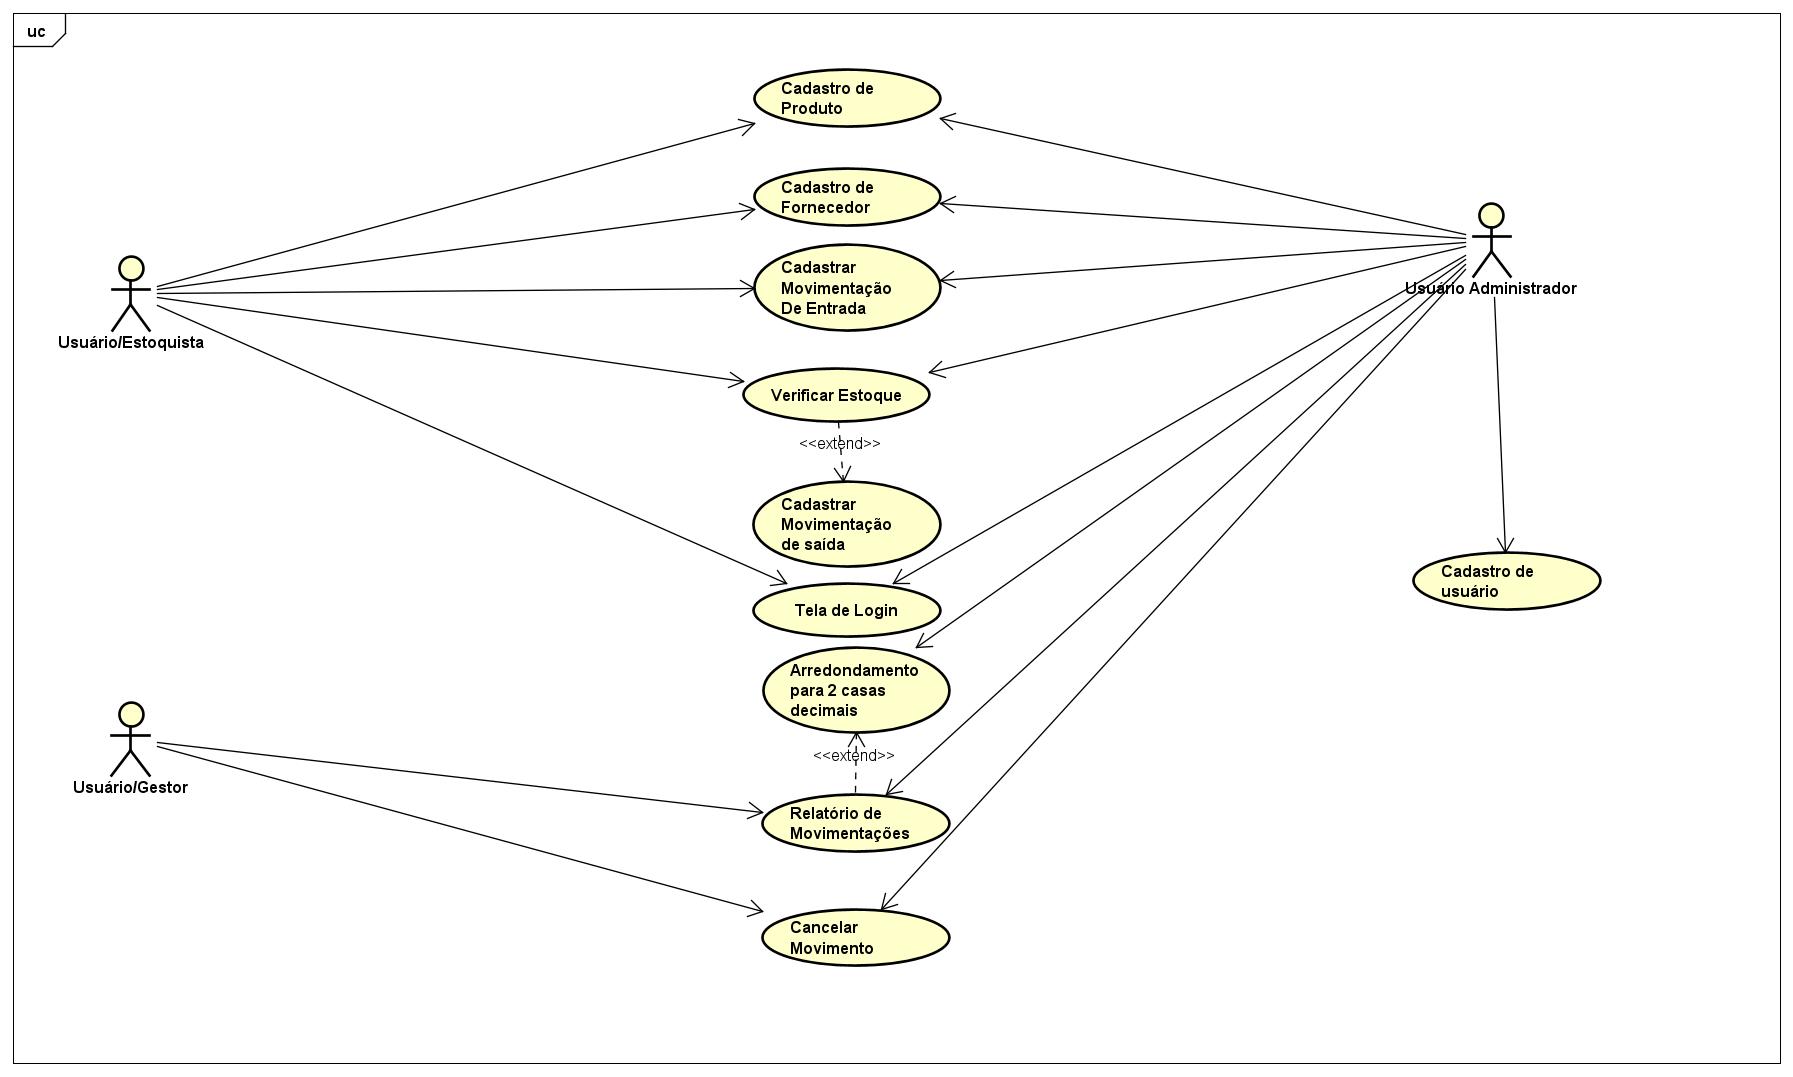 uc
Cadastro de
Produto
Cadastro de
Fornecedor
Cadastrar
Movimentação
De Entrada
Usuário Administrador
Usuário/Estoquista
Verificar Estoque
<<extend>>
Cadastrar
Movimentação
de saída
Cadastro de
usuário
Tela de Login
Arredondamento
para 2 casas
decimais
<<extend>>
Usuário/Gestor
Relatório de
Movimentações
Cancelar
Movimento